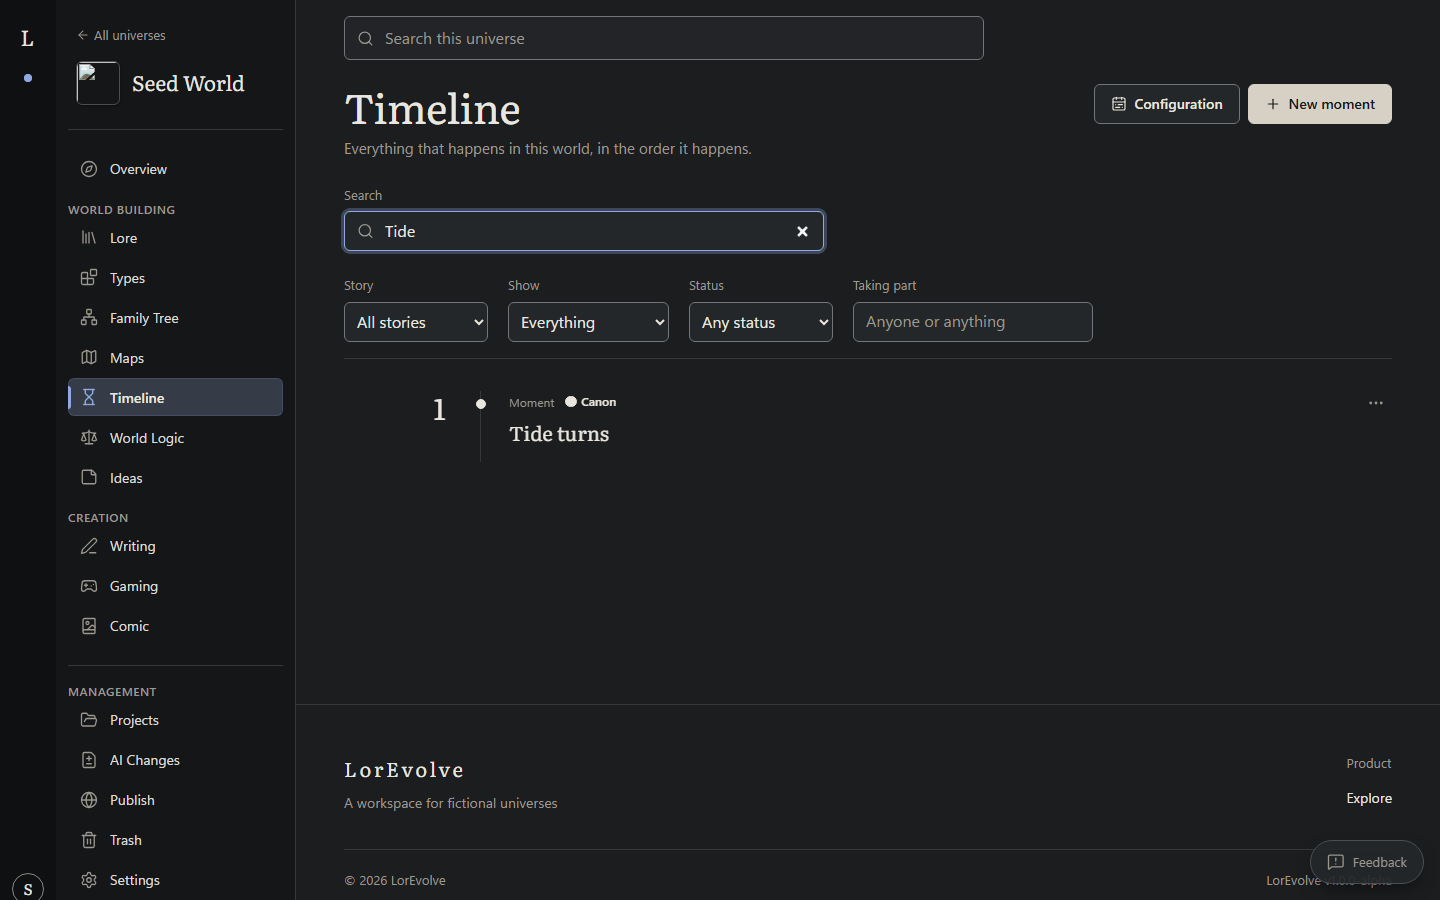 L
All universes
Seed World
Overview
WORLD BUILDING
Lore
Types
Family Tree
Maps
Timeline
World Logic
Ideas
CREATION
Writing
Gaming
Comic
MANAGEMENT
Projects
AI Changes
Publish
Trash
Settings
S
Search this universe
Timeline
Configuration
New moment
Everything that happens in this world, in the order it happens.
Search
Tide
Story
Show
Status
Taking part
All stories
Everything
Any status
Anyone or anything
1
Moment
Canon
Tide turns
LorEvolve
A workspace for fictional universes
Product
Explore
Feedback
© 2026 LorEvolve
LorEvolve v1.0.0-alpha